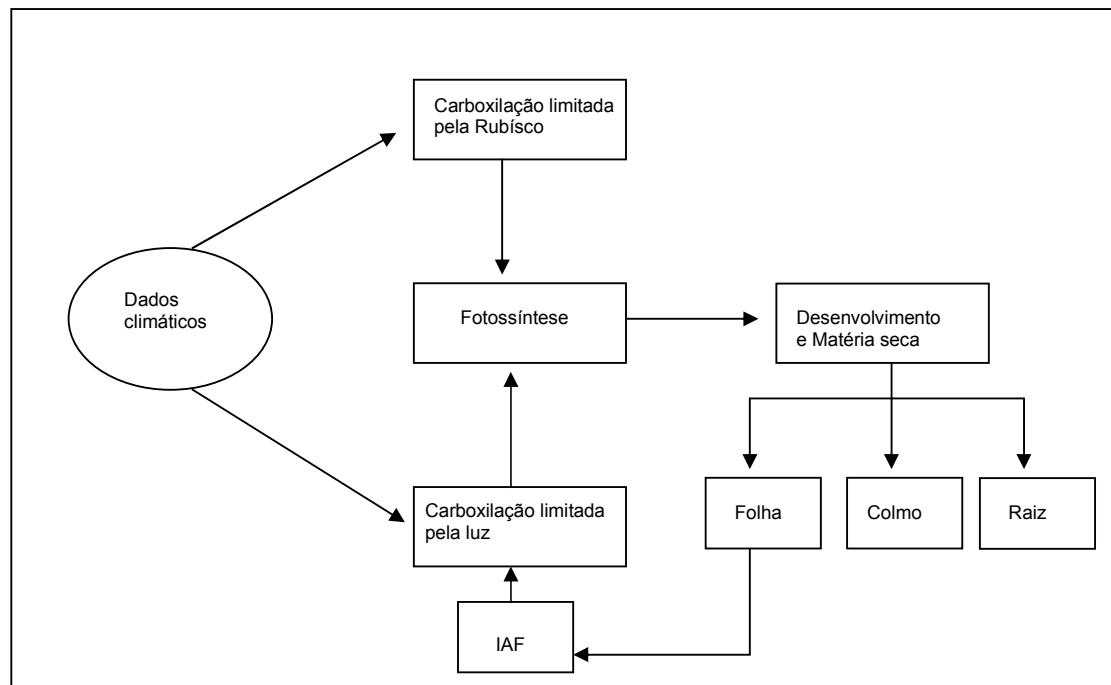 Carboxilação limitada
pela Rubísco
Dados
climáticos
Fotossíntese
Desenvolvimento
e Matéria seca
Carboxilação limitada
pela luz
Folha
Colmo
Raiz
IAF